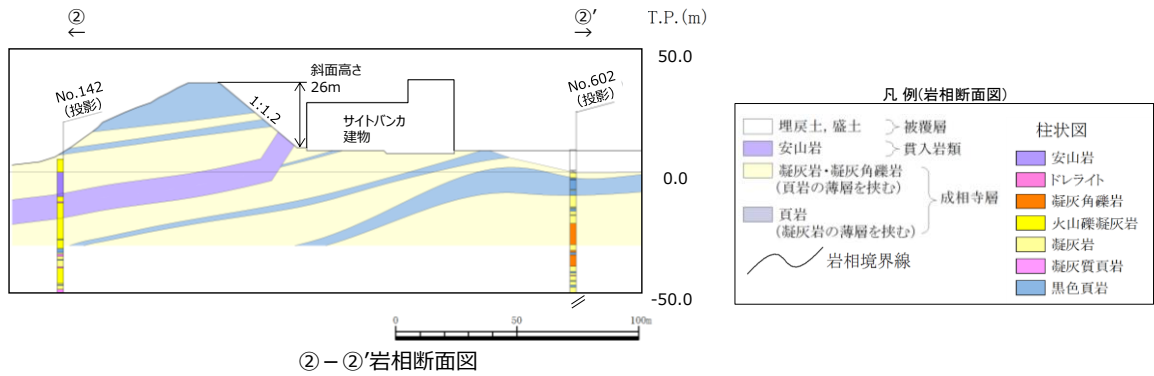 ②
←
②′
→
T.P.(m)
50.0
0.0
-50.0
No.142
(投影)
斜面高さ
26m
1:1.2
サイトバンカ
建物
No.602
(投影)
0
50
100m
②－②′岩相断面図
凡 例(岩相断面図)
埋戻土, 盛土
被覆層
安山岩
貫入岩類
凝灰岩・凝灰角礫岩
(頁岩の薄層を挟む)
成相寺層
頁岩
(凝灰岩の薄層を挟む)
岩相境界線
柱状図
安山岩
ドレライト
凝灰角礫岩
火山礫凝灰岩
凝灰岩
凝灰質頁岩
黒色頁岩